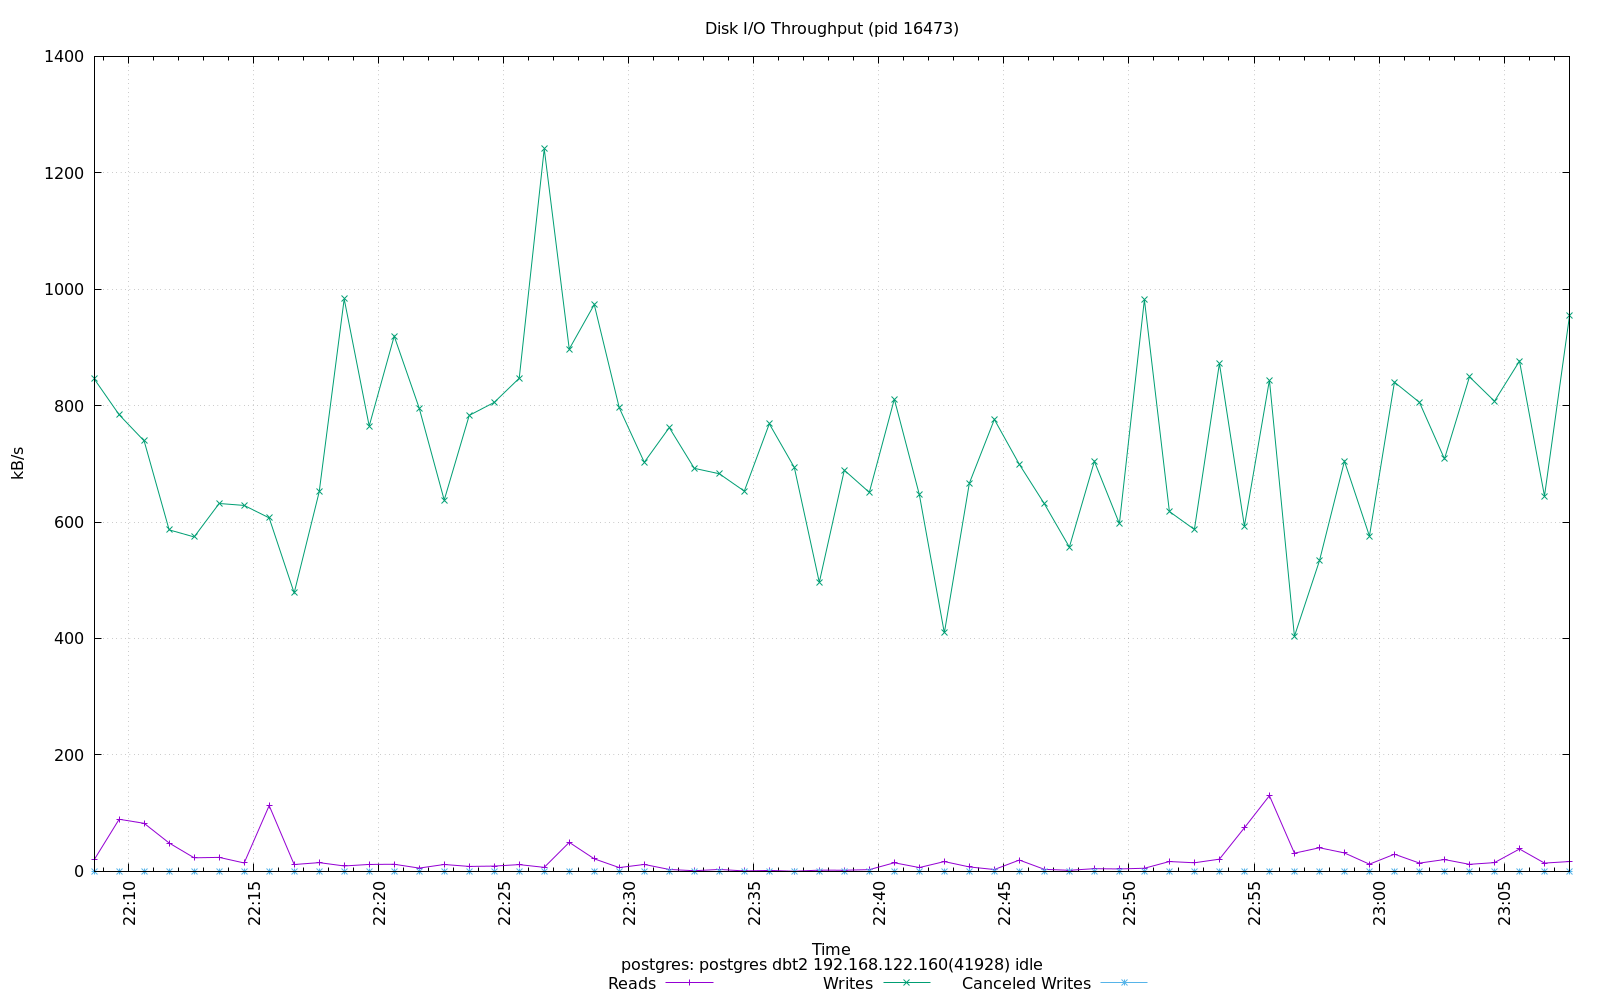 Disk I/O Throughput (pid 16473)
1400
1200
1000
800
600
400
200
0
kB/s
22:10 22:15 22:20 22:25 22:30 22:35 22:40 22:45 22:50 22:55 23:00 23:05
Time
postgres: postgres dbt2 192.168.122.160(41928) idle
Reads Writes Canceled Writes